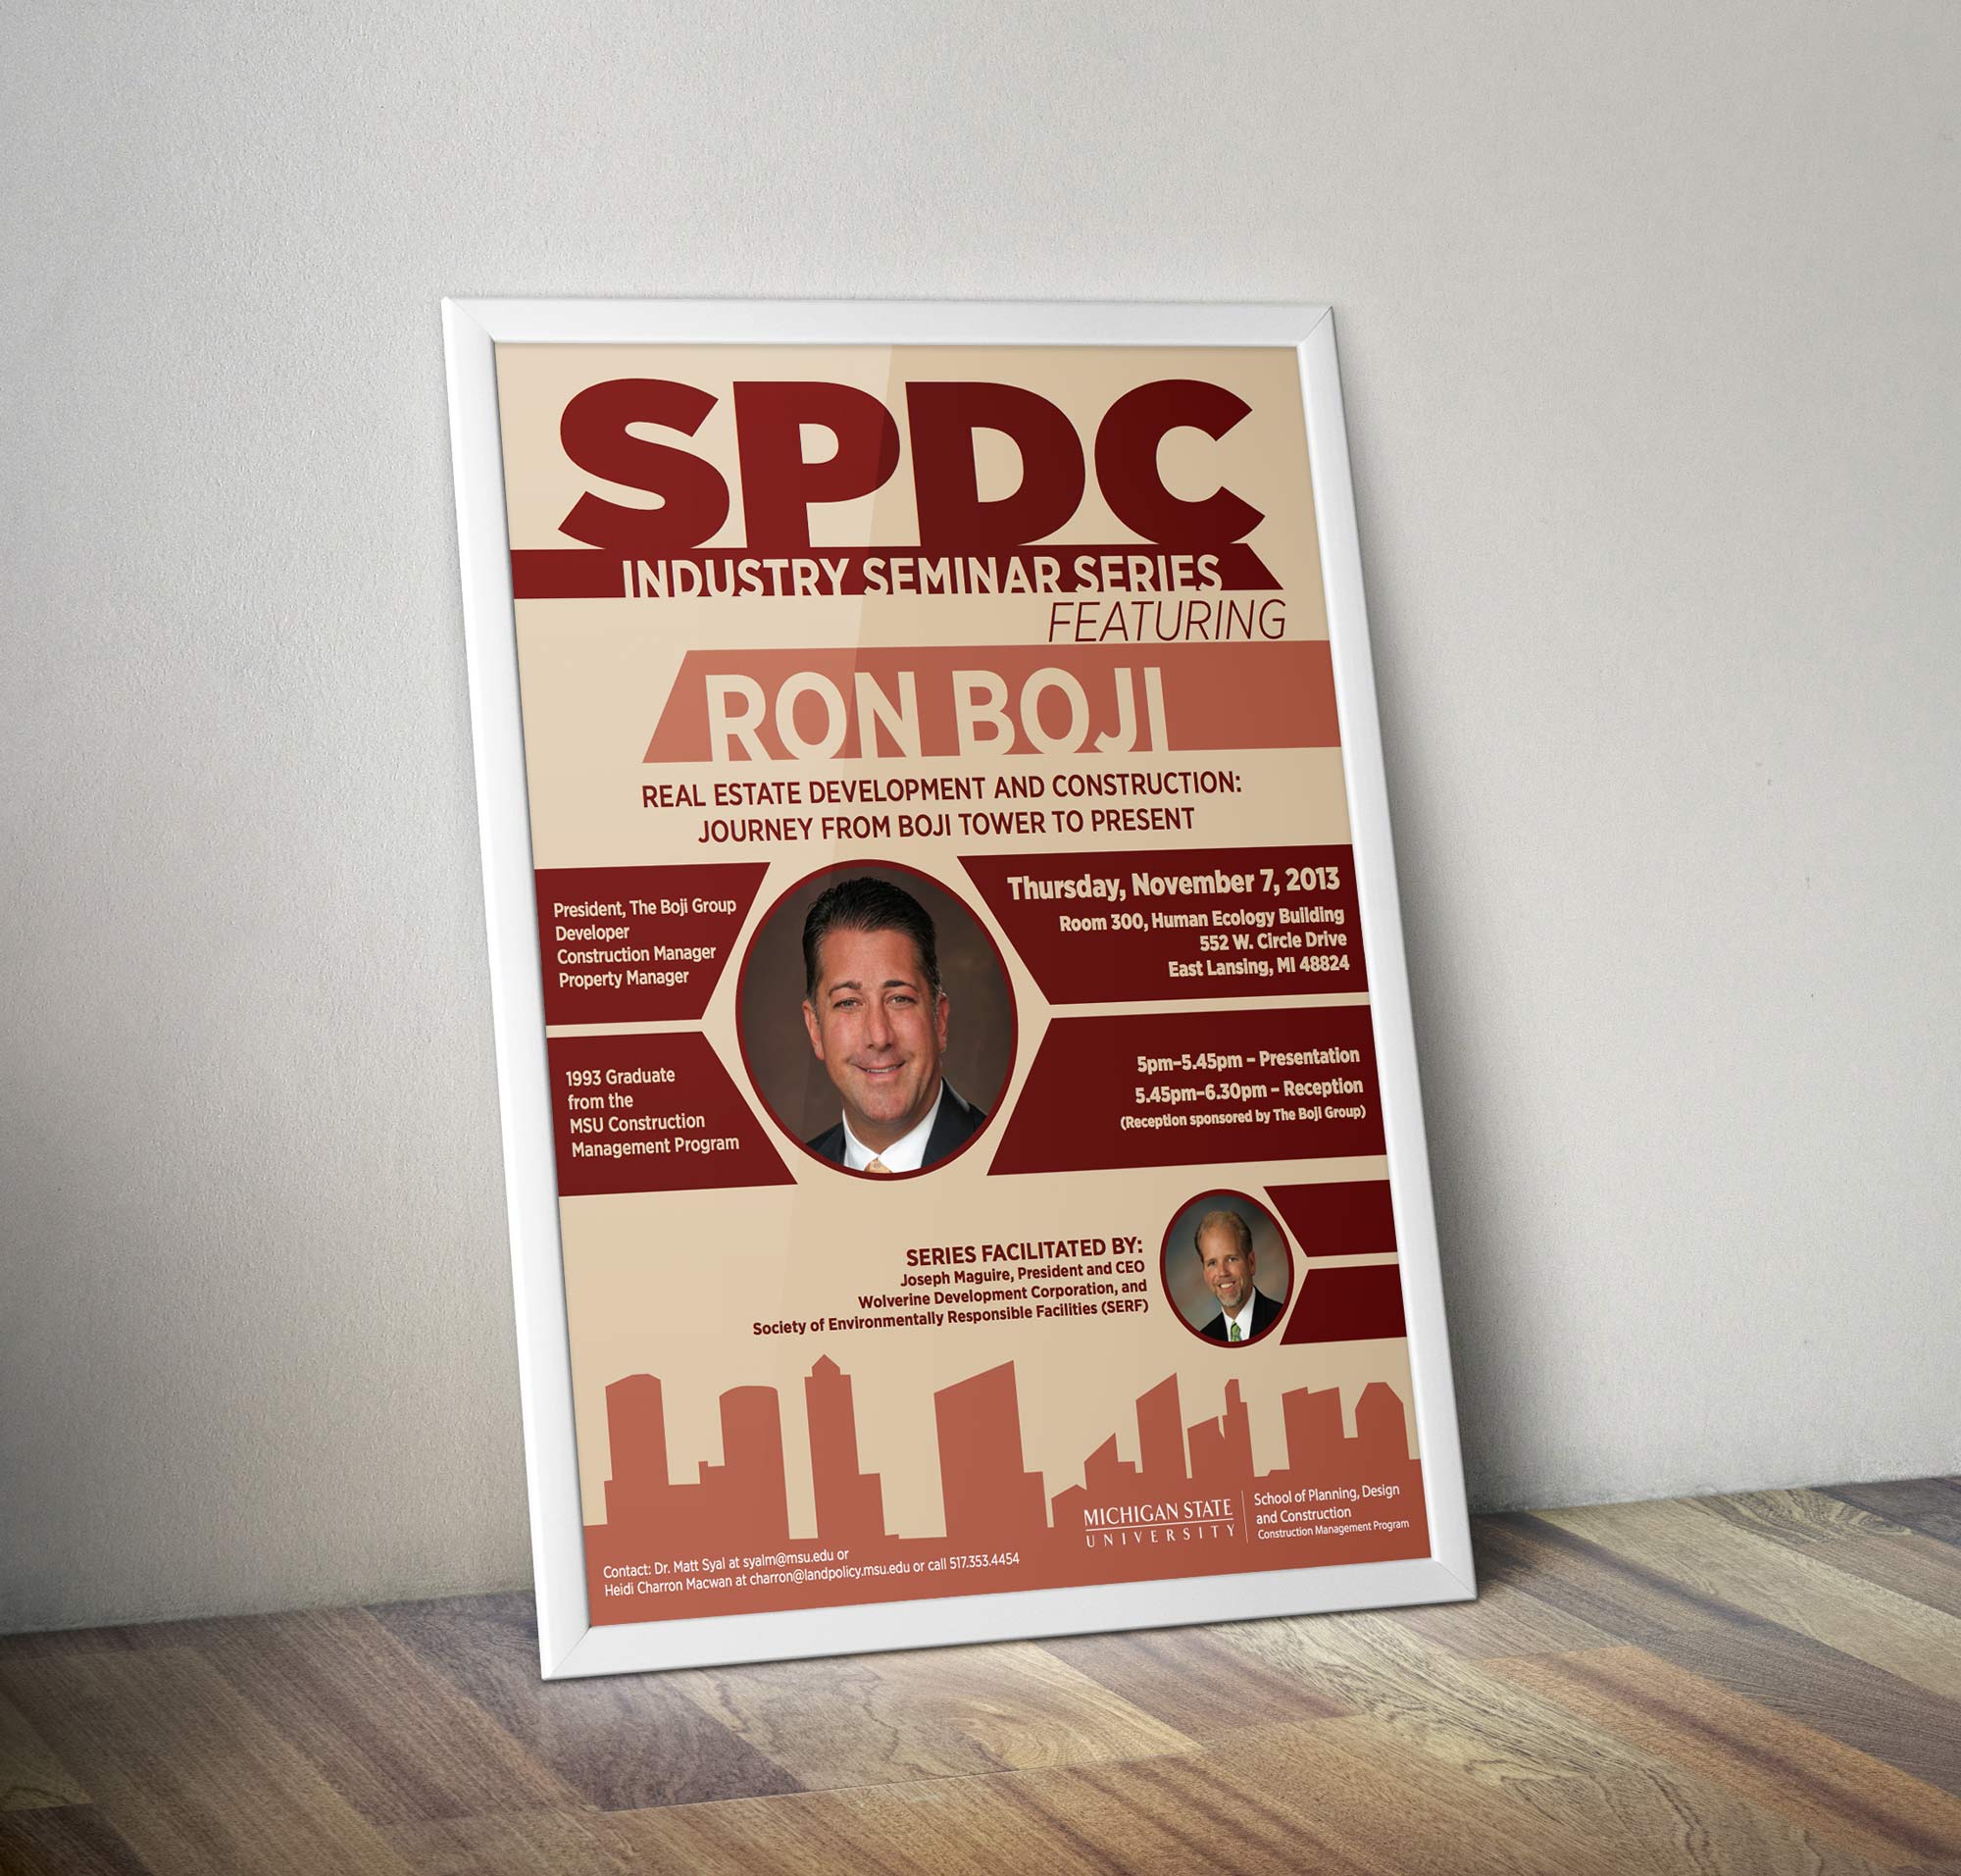 SPDC
INDUSTRY SEMINAR SERIES
FEATURING
RON BOJI
REAL ESTATE DEVELOPMENT AND CONSTRUCTION:
JOURNEY FROM BOJI TOWER TO PRESENT
President, The Boji Group
Developer
Construction Manager
Property Manager
Thursday, November 7, 2013
Room 300, Human Ecology Building
552 W. Circle Drive
East Lansing, MI 48824
1993 Graduate
from the
MSU Construction
Management Program
5pm–5.45pm – Presentation
5.45pm–6.30pm – Reception
(Reception sponsored by The Boji Group)
SERIES FACILITATED BY:
Joseph Maguire, President and CEO
Wolverine Development Corporation, and
Society of Environmentally Responsible Facilities (SERF)
MICHIGAN STATE
UNIVERSITY
School of Planning, Design
and Construction
Construction Management Program
Contact: Dr. Matt Syal at syalm@msu.edu or
Heidi Charron Macwan at charron@landpolicy.msu.edu or call 517.353.4454